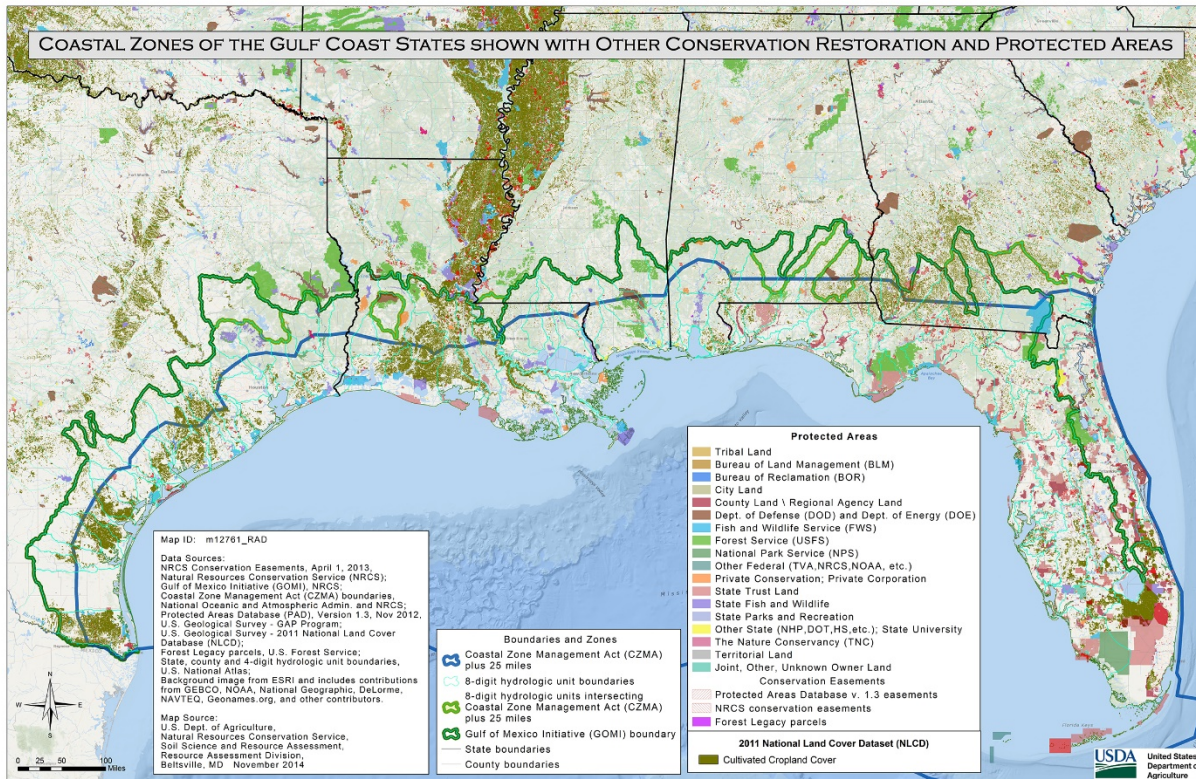 COASTAL ZONES OF THE GULF COAST STATES SHOWN WITH OTHER CONSERVATION RESTORATION AND PROTECTED AREAS
Map ID: m12761_RAD
Data Sources:
NRCS Conservation Easements, April 1, 2013,
Natural Resources Conservation Service (NRCS);
Gulf of Mexico Initiative (GOMI), NRCS;
Coastal Zone Management Act (CZMA) boundaries,
National Oceanic and Atmospheric Admin. and NRCS;
Protected Areas Database (PAD), Version 1.3, Nov 2012,
U.S. Geological Survey - GAP Program;
U.S. Geological Survey - 2011 National Land Cover
Database (NLCD);
Forest Legacy parcels, U.S. Forest Service;
State, county and 4-digit hydrologic unit boundaries,
U.S. National Atlas;
Background image from ESRI and includes contributions
from GEBCO, NOAA, National Geographic, DeLorme,
NAVTEQ, Geonames.org, and other contributors.
Map Source:
U.S. Dept. of Agriculture,
Natural Resources Conservation Service,
Soil Science and Resource Assessment,
Resource Assessment Division,
Beltsville, MD November 2014
N
W
E
S
0 25 50 100
Miles
Boundaries and Zones
Coastal Zone Management Act (CZMA)
plus 25 miles
8-digit hydrologic unit boundaries
8-digit hydrologic units intersecting
Coastal Zone Management Act (CZMA)
plus 25 miles
Gulf of Mexico Initiative (GOMI) boundary
State boundaries
County boundaries
Protected Areas
Tribal Land
Bureau of Land Management (BLM)
Bureau of Reclamation (BOR)
City Land
County Land \ Regional Agency Land
Dept. of Defense (DOD) and Dept. of Energy (DOE)
Fish and Wildlife Service (FWS)
Forest Service (USFS)
National Park Service (NPS)
Other Federal (TVA,NRCS,NOAA, etc.)
Private Conservation; Private Corporation
State Trust Land
State Fish and Wildlife
State Parks and Recreation
Other State (NHP,DOT,HS,etc.); State University
The Nature Conservancy (TNC)
Territorial Land
Joint, Other, Unknown Owner Land
Conservation Easements
Protected Areas Database v. 1.3 easements
NRCS conservation easements
Forest Legacy parcels
2011 National Land Cover Dataset (NLCD)
Cultivated Cropland Cover
USDA
United States
Department of
Agriculture